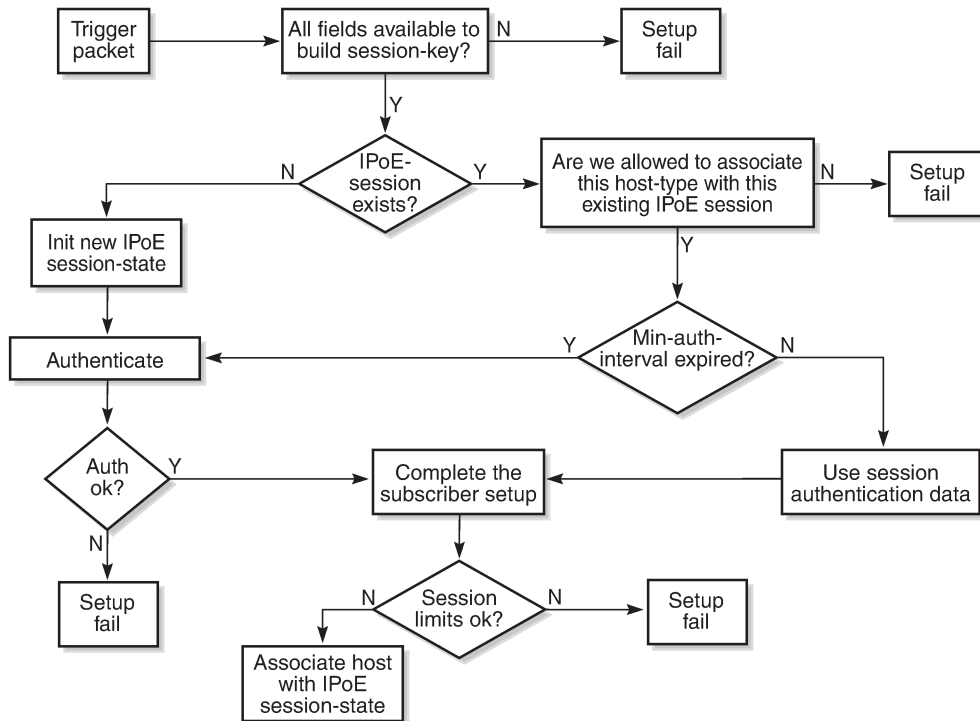 Trigger
packet
All fields available to
build session-key?
N
Setup
fail
Y
IPoE-
session
exists?
N
Y
Are we allowed to associate
this host-type with this
existing IPoE session
N
Setup
fail
Init new IPoE
session-state
Y
Authenticate
Y
Min-auth-
interval expired?
N
Auth
ok?
Y
Complete the
subscriber setup
Use session
authentication data
N
Setup
fail
N
Session
limits ok?
N
Setup
fail
Associate host
with IPoE
session-state